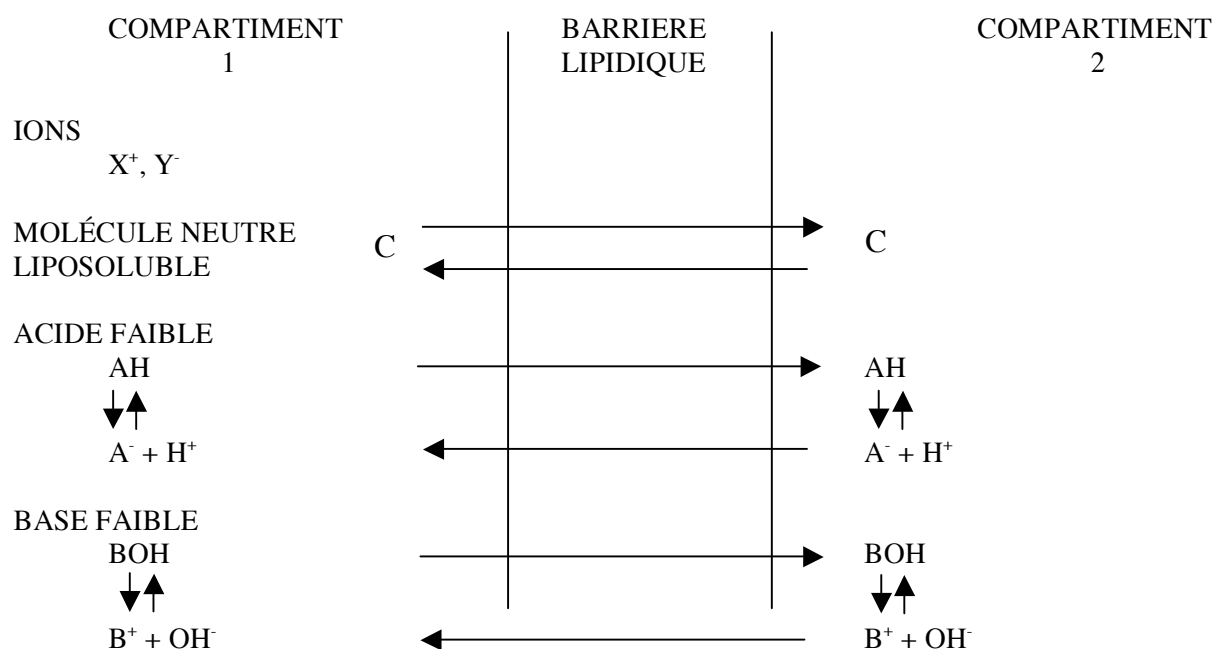 COMPARTIMENT BARRIERE COMPARTIMENT
1 LIPIDIQUE 2
IONS
X⁺, Y⁻
MOLÉCULE NEUTRE
LIPOSOLUBLE
C C
ACIDE FAIBLE
AH AH
A⁻ + H⁺ A⁻ + H⁺
BASE FAIBLE
BOH BOH
B⁺ + OH⁻ B⁺ + OH⁻